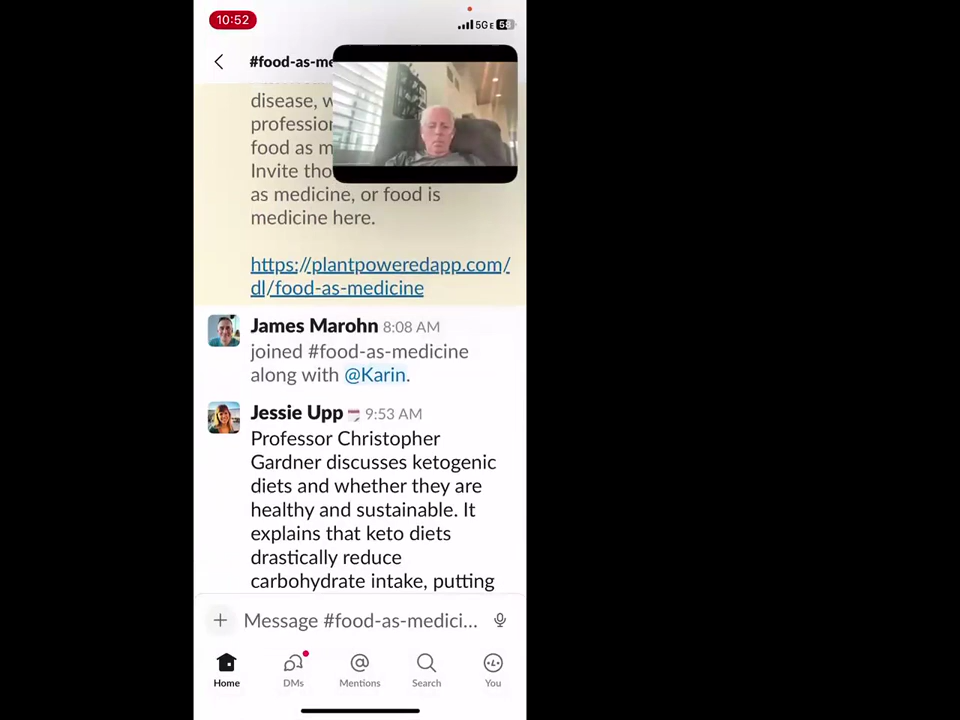 10:52
5GE 58
#food-as-me
disease, w
profession
food as m
Invite tho
as medicine, or food is
medicine here.
https://plantpoweredapp.com/
dl/food-as-medicine
James Marohn 8:08 AM
joined #food-as-medicine
along with @Karin.
Jessie Upp 9:53 AM
Professor Christopher
Gardner discusses ketogenic
diets and whether they are
healthy and sustainable. It
explains that keto diets
drastically reduce
carbohydrate intake, putting
Message #food-as-medici...
Home DMs Mentions Search You